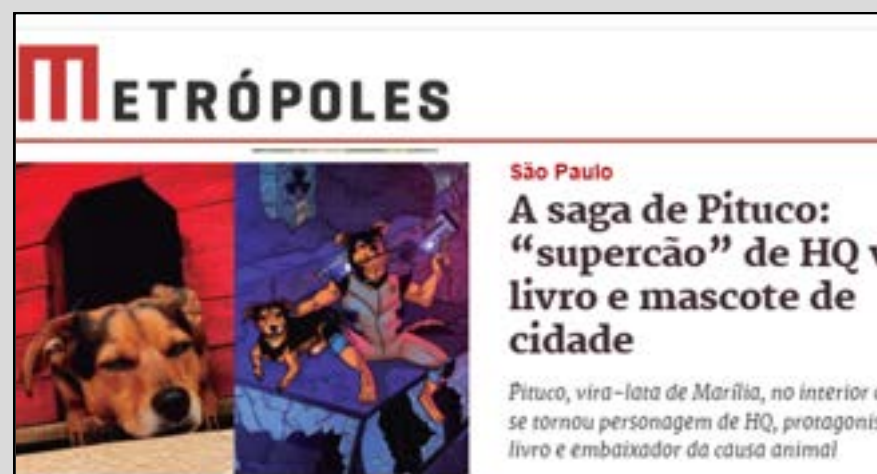 METRÓPOLES
São Paulo
A saga de Pituco:
“supercão” de HQ v
livro e mascote de
cidade
Pituco, vira-lata de Marília, no interior
se tornou personagem de HQ, protagonis
livro e embaixador da causa animal